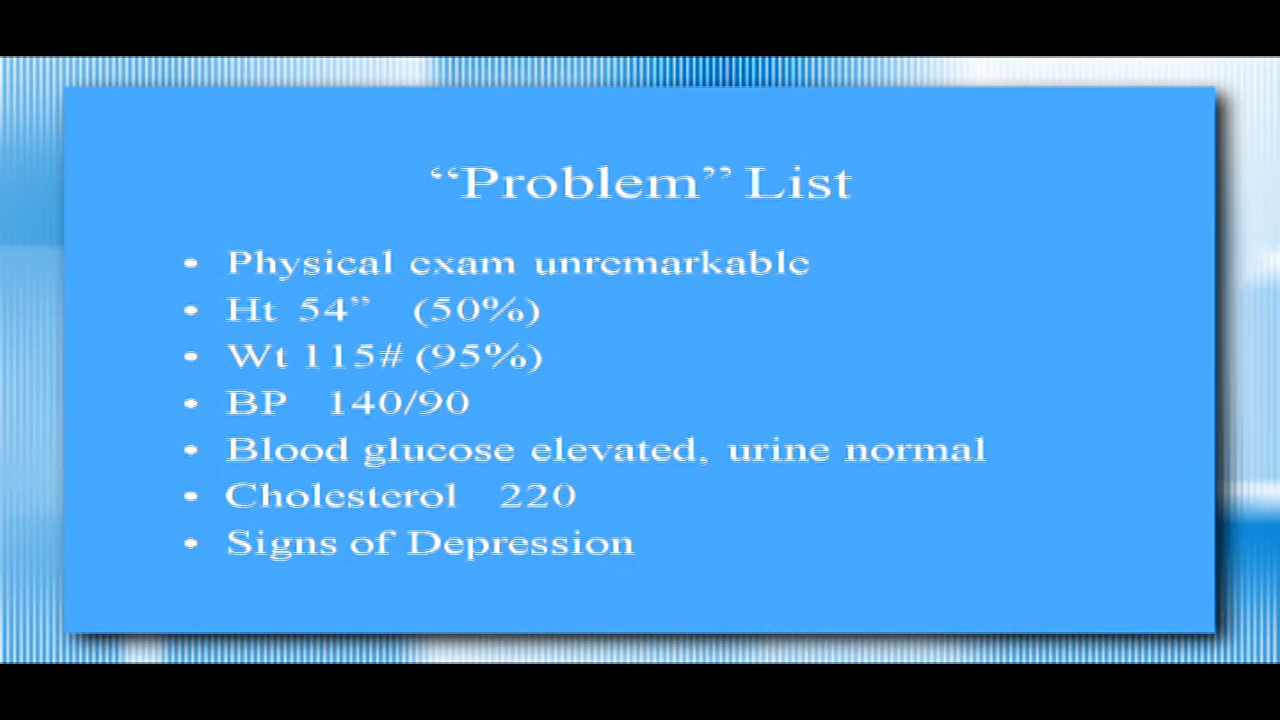 “Problem” List
• Physical exam unremarkable
• Ht 54” (50%)
• Wt 115# (95%)
• BP 140/90
• Blood glucose elevated, urine normal
• Cholesterol 220
• Signs of Depression